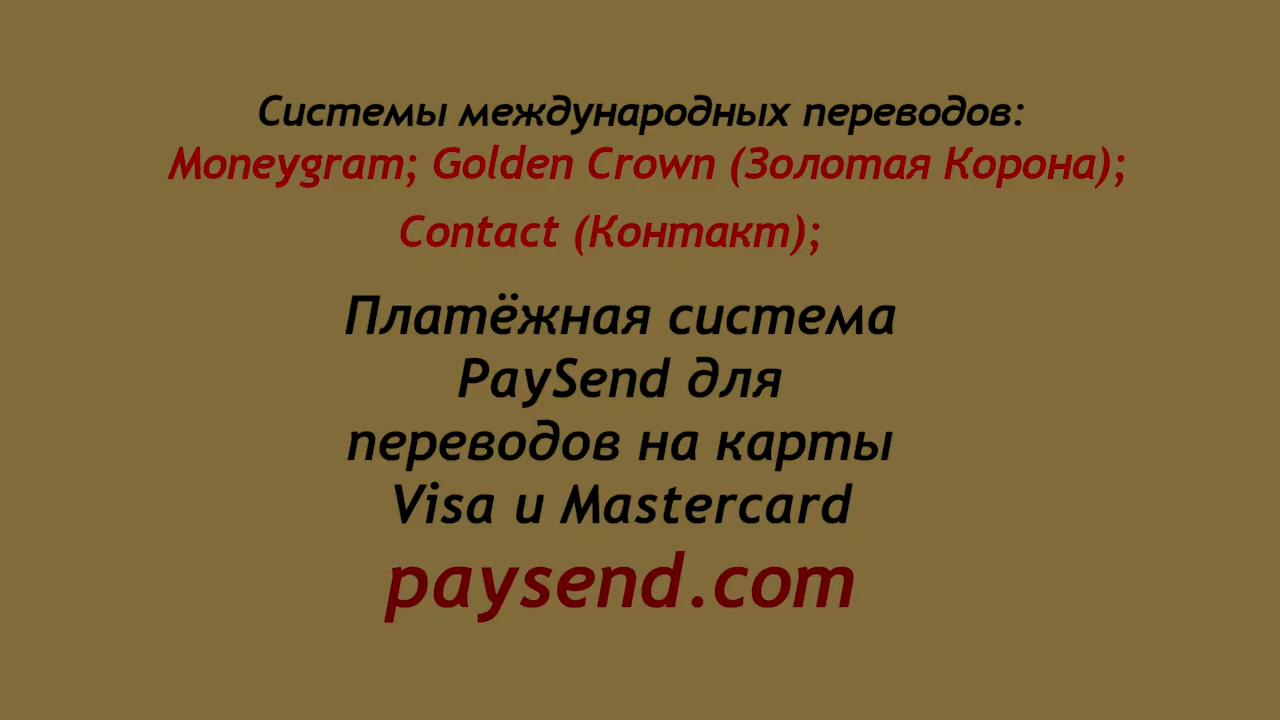 Системы международных переводов:
Moneygram; Golden Crown (Золотая Корона);
Contact (Контакт);
Платёжная система
PaySend для
переводов на карты
Visa и Mastercard
paysend.com